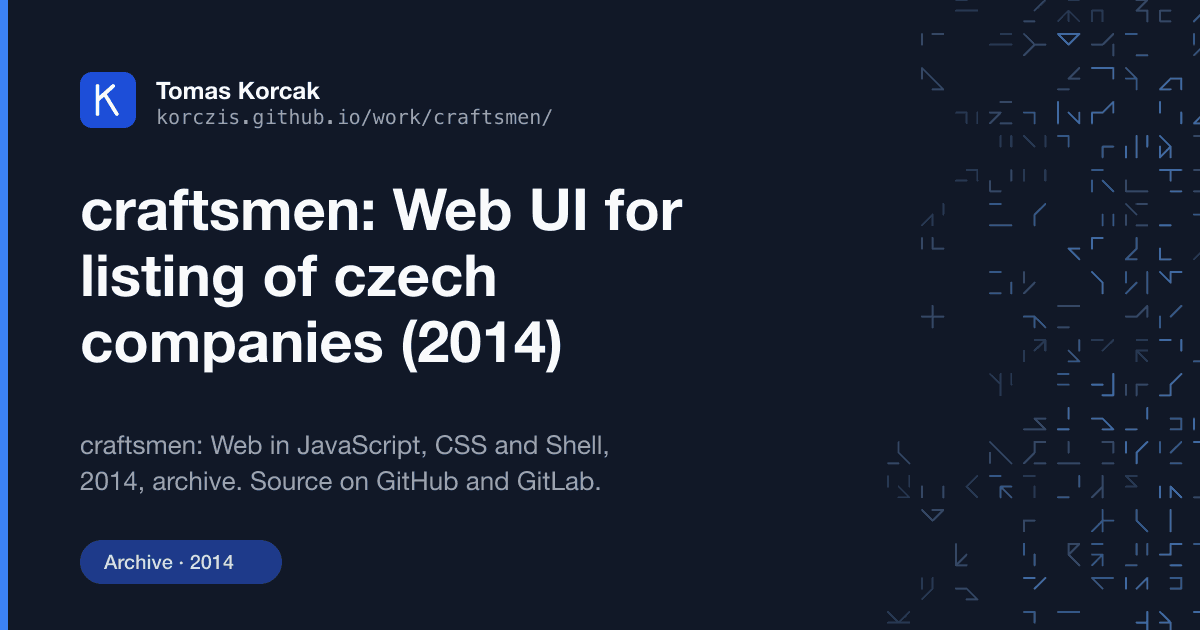 K
Tomas Korcak
korczis.github.io/work/craftsmen/
craftsmen: Web UI for
listing of czech
companies (2014)
craftsmen: Web in JavaScript, CSS and Shell,
2014, archive. Source on GitHub and GitLab.
Archive · 2014